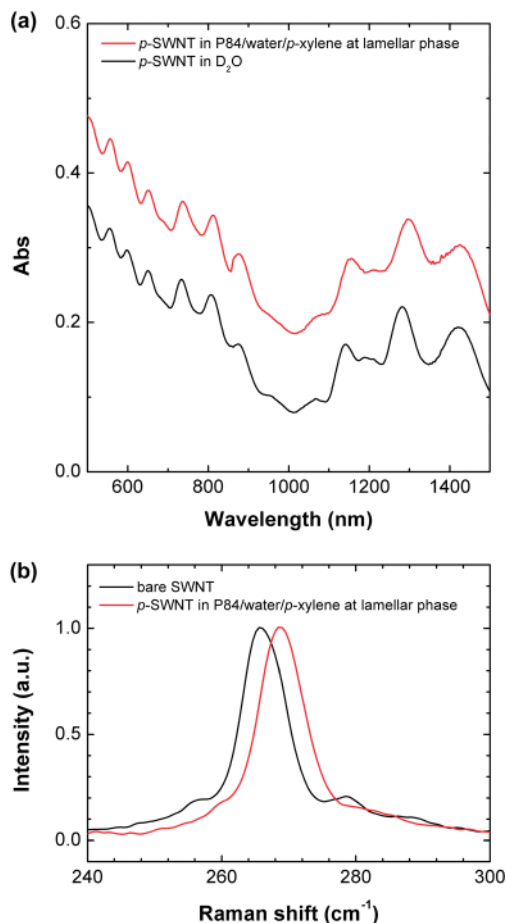 (a)
0.6
p-SWNT in P84/water/p-xylene at lamellar phase
p-SWNT in D₂O
0.4
Abs
0.2
0.0
600 800 1000 1200 1400
Wavelength (nm)
(b)
bare SWNT
p-SWNT in P84/water/p-xylene at lamellar phase
1.0
Intensity (a.u.)
0.5
0.0
240 260 280 300
Raman shift (cm⁻¹)